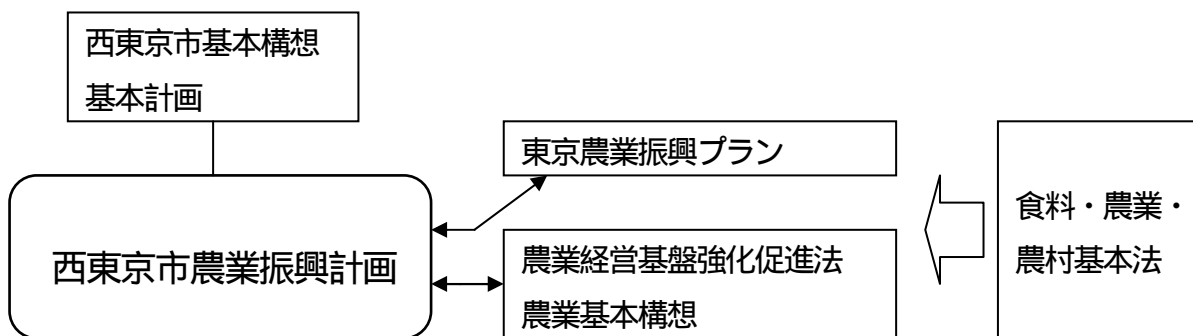 西東京市基本構想
基本計画
東京農業振興プラン
西東京市農業振興計画
農業経営基盤強化促進法
農業基本構想
食料・農業・
農村基本法